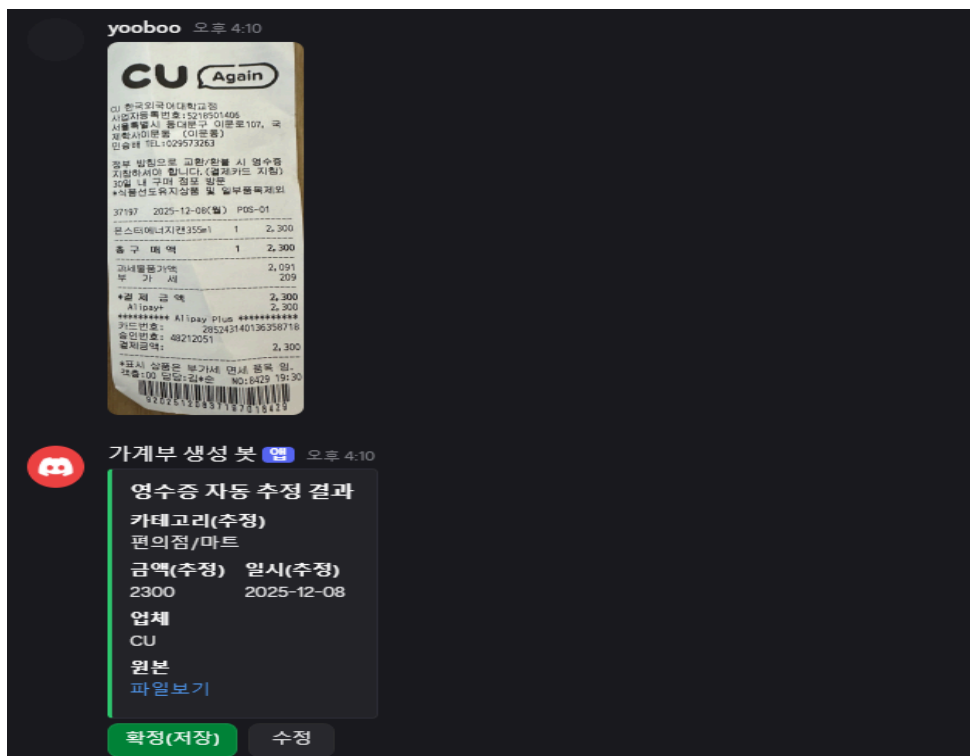 yooboo 오후 4:10
CU Again
CU 한국외국어대학교점
사업자등록번호:5218501406
서울특별시 동대문구 이문로107, 국
제학사이문동 (이문동)
민승배 TEL:029573263
정부 방침으로 교환/환불 시 영수증
지참하셔야 합니다.(결제카드 지참)
30일 내 구매 점포 방문
*식품선도유지상품 및 일부품목제외
37197 2025-12-08(월) POS-01
몬스터에너지캔355ml 1 2,300
총 구 매 액 1 2,300
과세물품가액 2,091
부 가 세 209
*결 제 금 액 2,300
Alipay+ 2,300
********** Alipay Plus ***********
카드번호: 285243140136358718
승인번호: 48212051
결제금액: 2,300
*표시 상품은 부가세 면세 품목 임.
객층:00 담당:김*순 NO:8429 19:30
92025120837197018429
가계부 생성 봇 앱 오후 4:10
영수증 자동 추정 결과
카테고리(추정)
편의점/마트
금액(추정) 일시(추정)
2300 2025-12-08
업체
CU
원본
파일보기
확정(저장) 수정